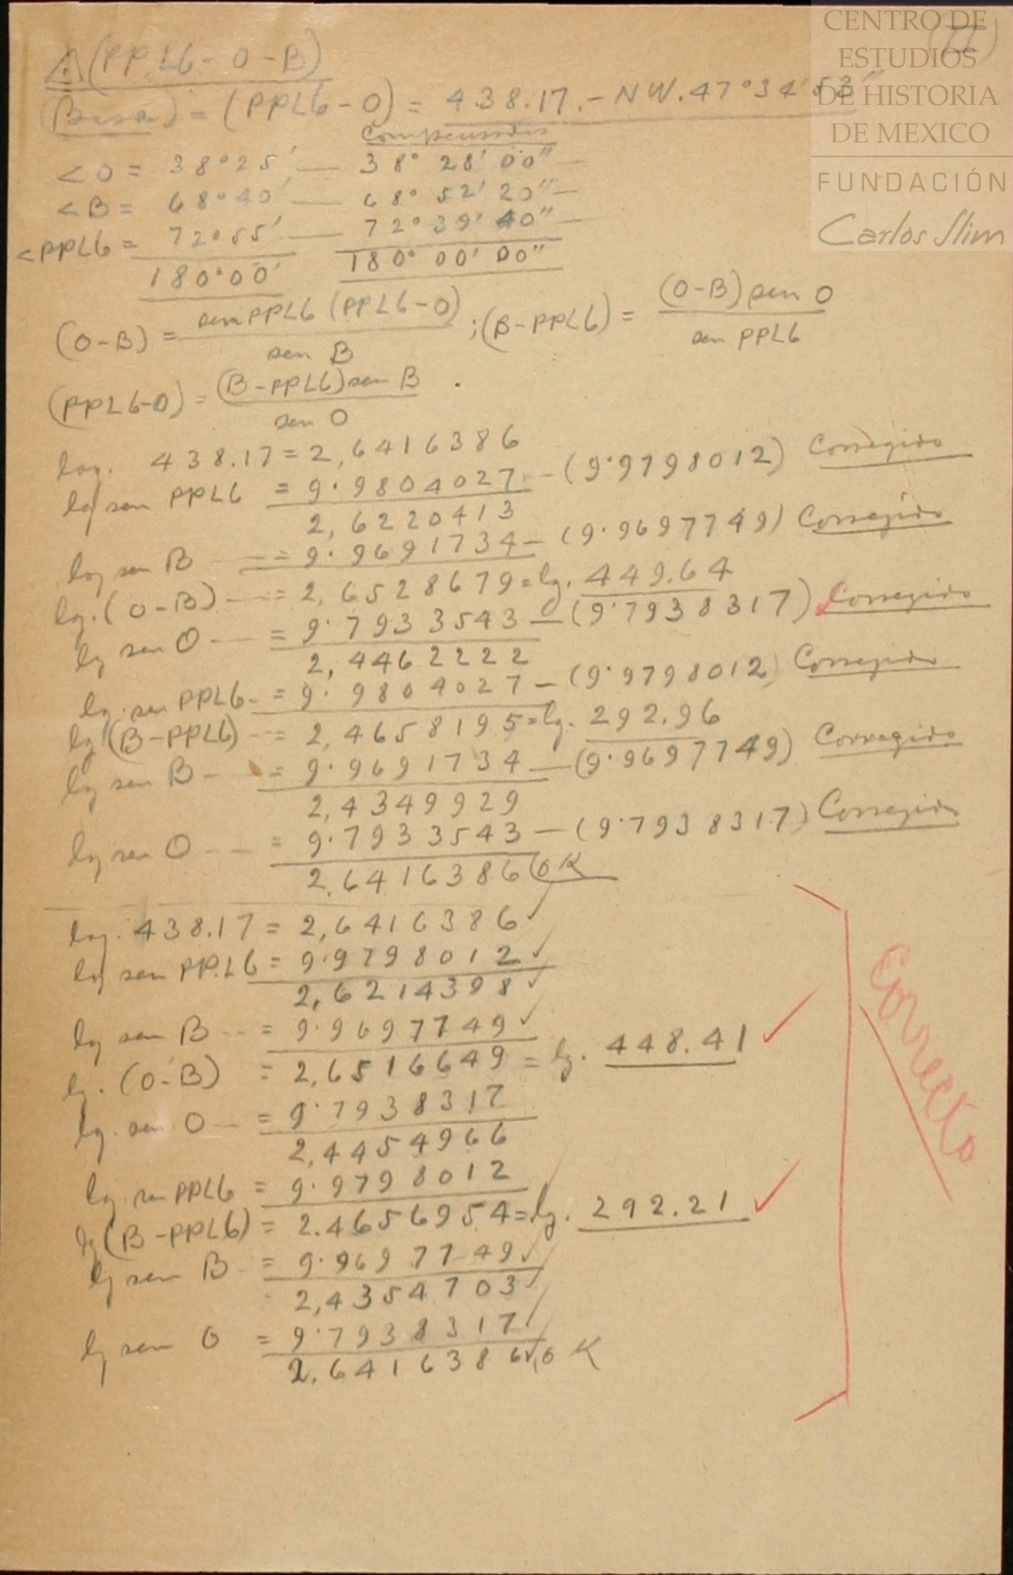 CENTRO DE
ESTUDIOS
DE HISTORIA
DE MEXICO
FUNDACIÓN
Carlos Slim
△(PP.L6-O-B)
(Base) = (PPL6-O) = 438.17.-NW.47°34'53"
Compensados
<O = 38°25' — 38° 28' 00" —
<B = 68°40' — 68° 52' 20" —
<PPL6 = 72°55' — 72° 39' 40" —
180°00' 180° 00' 00"
(O-B) = sen PPL6 (PPL6-O) / sen B ; (B-PPL6) = (O-B) sen O / sen PPL6
(PPL6-O) = (B-PPL6) sen B / sen O .
log. 438.17 = 2,6416386
lg sen PPL6 = 9.9804027 — (9.9798012) Corregido
2,6220413
log sen B — = 9.9691734 — (9.9697749) Corregido
lg. (O-B) — = 2,6528679 = lg. 449.64
lg sen O — = 9.7933543 — (9.7938317) Corregido
2,4462222
lg. sen PPL6 - = 9.9804027 — (9.9798012) Corregido
lg (B-PPL6) - = 2,4658195 = lg. 292.96
lg sen B - = 9.9691734 — (9.9697749) Corregido
2,4349929
lg sen O — = 9.7933543 — (9.7938317) Corregido
2.6416386 OK
log. 438.17 = 2,6416386 ✓
lg sen PP.L6 = 9.9798012 ✓
2,6214398 ✓
lg sen B -- = 9.9697749 ✓
lg. (O-B) = 2,6516649 = lg. 448.41 ✓
lg. sen O — = 9.7938317
2,4454966
lg. sen PPL6 = 9.9798012
lg (B-PPL6) = 2.4656954 = lg. 292.21 ✓
lg sen B - = 9.9697749 ✓
2,4354703 ✓
lg sen O = 9.7938317 ✓
2.6416386 ✓ OK
Correcto